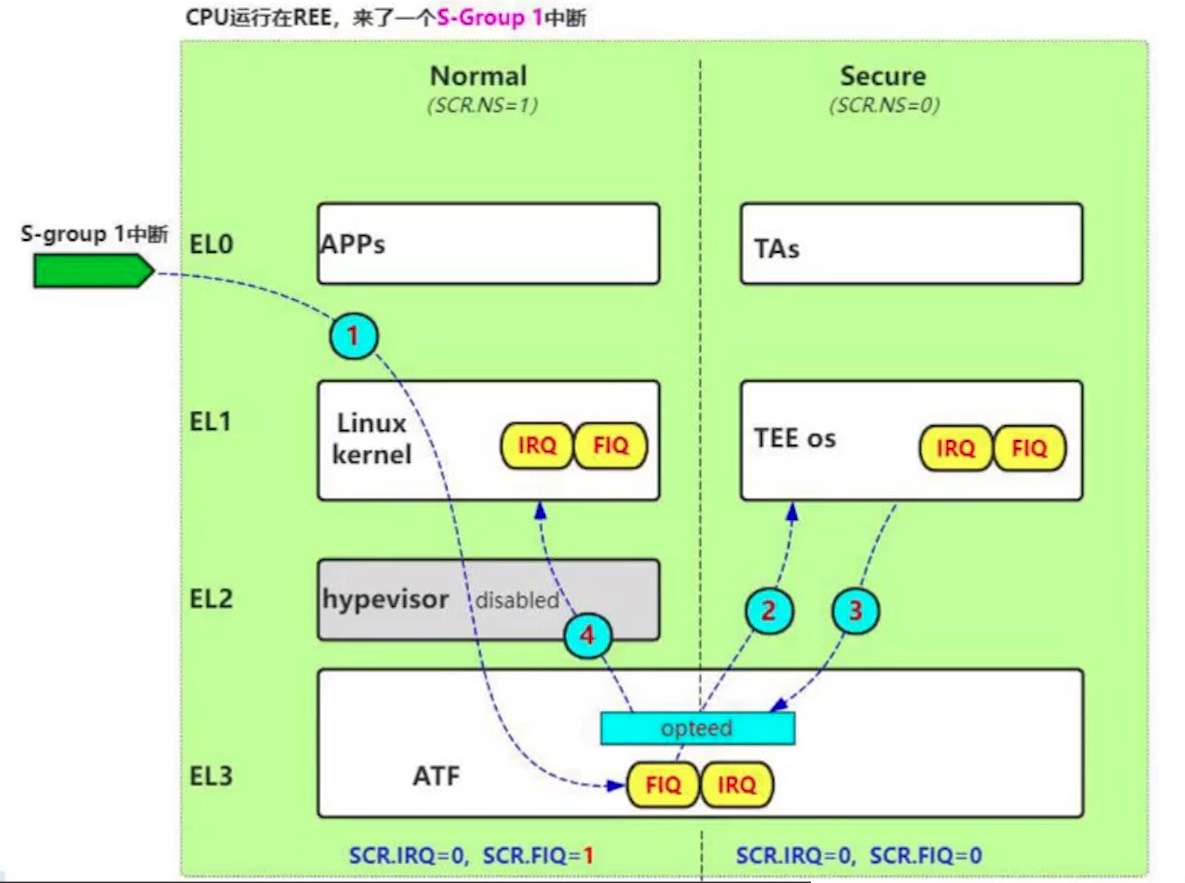 CPU运行在REE，来了一个S-Group 1中断
Normal
(SCR.NS=1)
Secure
(SCR.NS=0)
S-group 1中断
EL0
APPs
TAs
1
EL1
Linux
kernel
IRQ
FIQ
TEE os
IRQ
FIQ
EL2
hypevisor
disabled
4
2
3
opteed
EL3
ATF
FIQ
IRQ
SCR.IRQ=0, SCR.FIQ=1
SCR.IRQ=0, SCR.FIQ=0